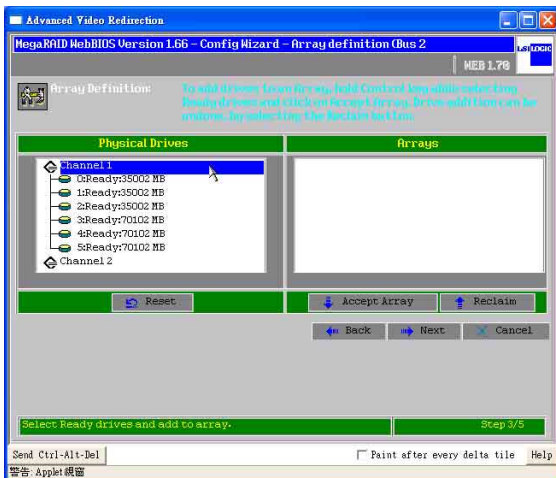 Advanced Video Redirection
MegaRAID WebBIOS Version 1.66 - Config Wizard - Array definition (Bus 2
LSI LOGIC
WEB 1.70
Array Definition:
To add drives to an Array, hold Control key while selecting
Ready drives and click on Accept Array. Drive addition can be
undone, by selecting the Reclaim button.
Physical Drives
Arrays
Channel 1
0:Ready:35002 MB
1:Ready:35002 MB
2:Ready:35002 MB
3:Ready:70102 MB
4:Ready:70102 MB
5:Ready:70102 MB
Channel 2
Reset
Accept Array
Reclaim
Back
Next
Cancel
Select Ready drives and add to array.
Step 3/5
Send Ctrl-Alt-Del
Paint after every delta tile
Help
警告: Applet 視窗